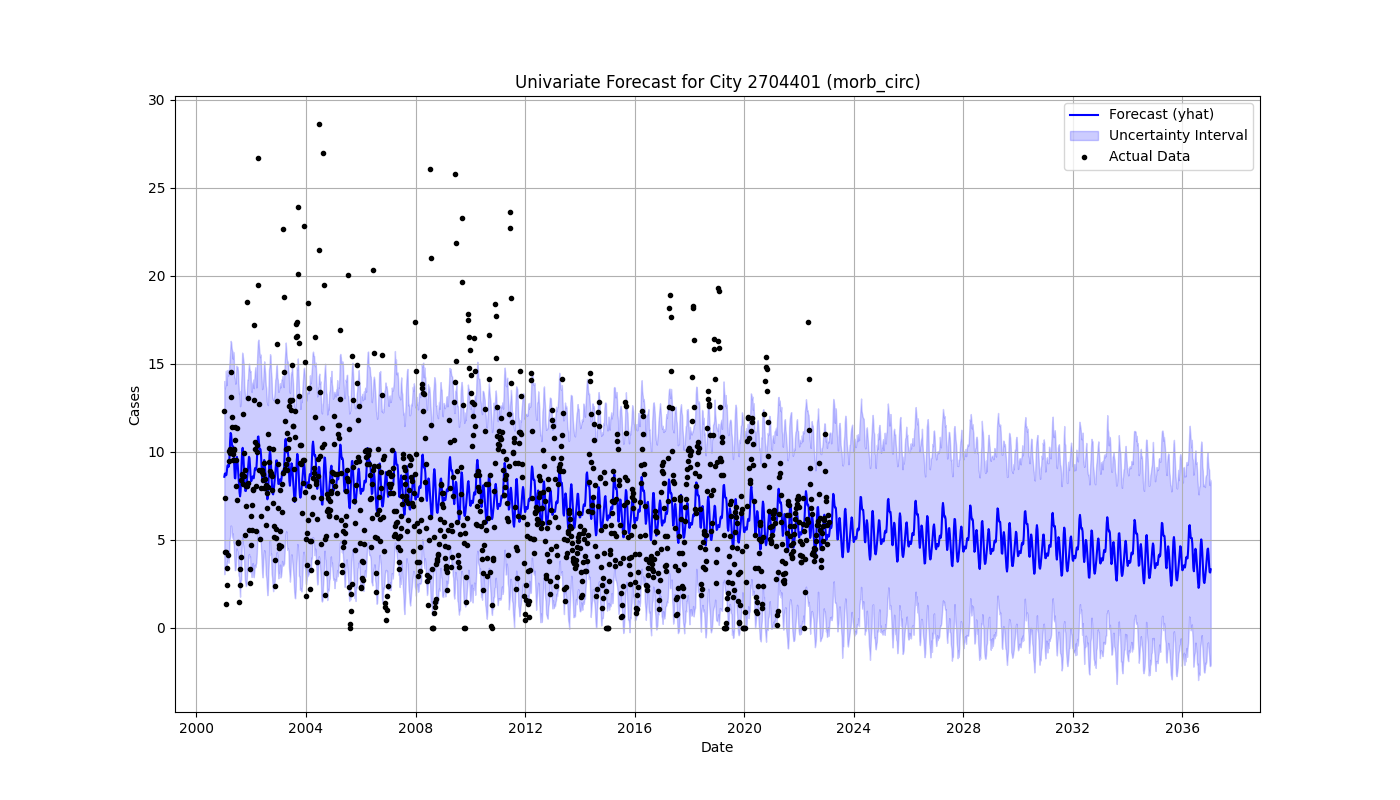 Univariate Forecast for City 2704401 (morb_circ)
Forecast (yhat)
Uncertainty Interval
Actual Data
Cases
30
25
20
15
10
5
0
2000 2004 2008 2012 2016 2020 2024 2028 2032 2036
Date